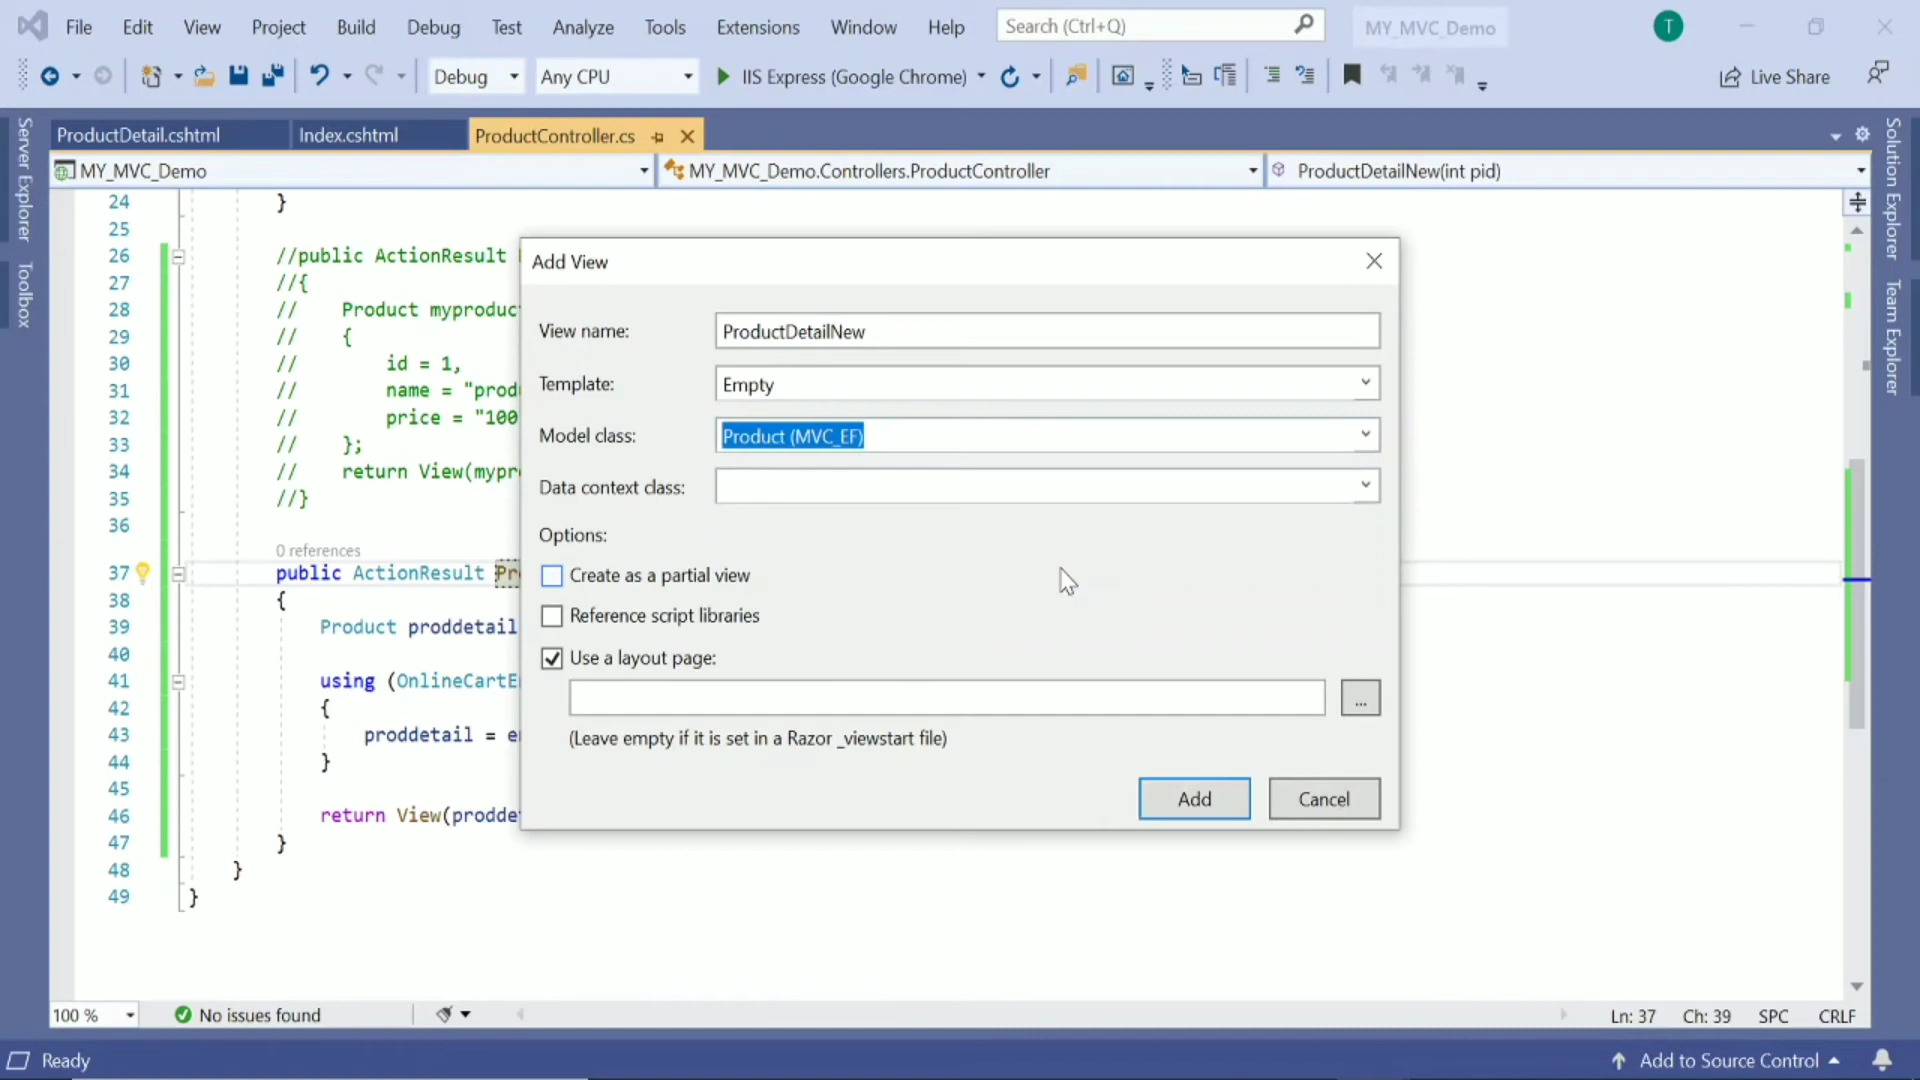 File Edit View Project Build Debug Test Analyze Tools Extensions Window Help Search (Ctrl+Q) MY_MVC_Demo T
Debug Any CPU IIS Express (Google Chrome) Live Share
ProductDetail.cshtml Index.cshtml ProductController.cs
MY_MVC_Demo MY_MVC_Demo.Controllers.ProductController ProductDetailNew(int pid)
Server Explorer
Toolbox
Solution Explorer
Team Explorer
24 }
25
26 //public ActionResult
27 //{
28 // Product myproduct
29 // {
30 // id = 1,
31 // name = "prod
32 // price = "100
33 // };
34 // return View(mypr
35 //}
36
0 references
37 public ActionResult Pr
38 {
39 Product proddetail
40
41 using (OnlineCartE
42 {
43 proddetail = e
44 }
45
46 return View(prodde
47 }
48 }
49 }
Add View
View name: ProductDetailNew
Template: Empty
Model class: Product (MVC_EF)
Data context class:
Options:
Create as a partial view
Reference script libraries
Use a layout page:
...
(Leave empty if it is set in a Razor _viewstart file)
Add Cancel
100 % No issues found Ln: 37 Ch: 39 SPC CRLF
Ready Add to Source Control